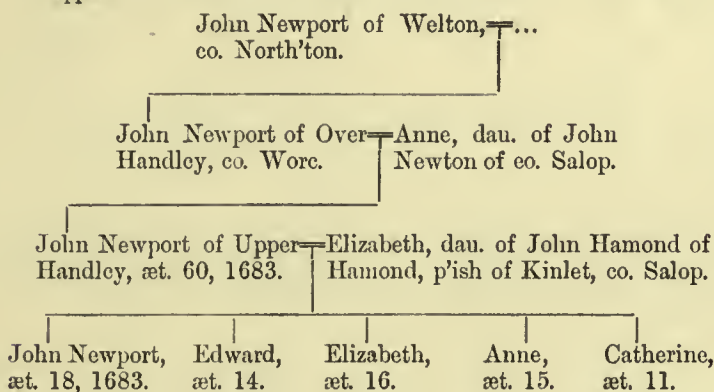 John Newport of Welton,=...
co. North'ton.
John Newport of Over=Anne, dau. of John
Handley, co. Worc. Newton of co. Salop.
John Newport of Upper=Elizabeth, dau. of John Hamond of
Handley, æt. 60, 1683. Hamond, p'ish of Kinlet, co. Salop.
John Newport, Edward, Elizabeth, Anne, Catherine,
æt. 18, 1683. æt. 14. æt. 16. æt. 15. æt. 11.